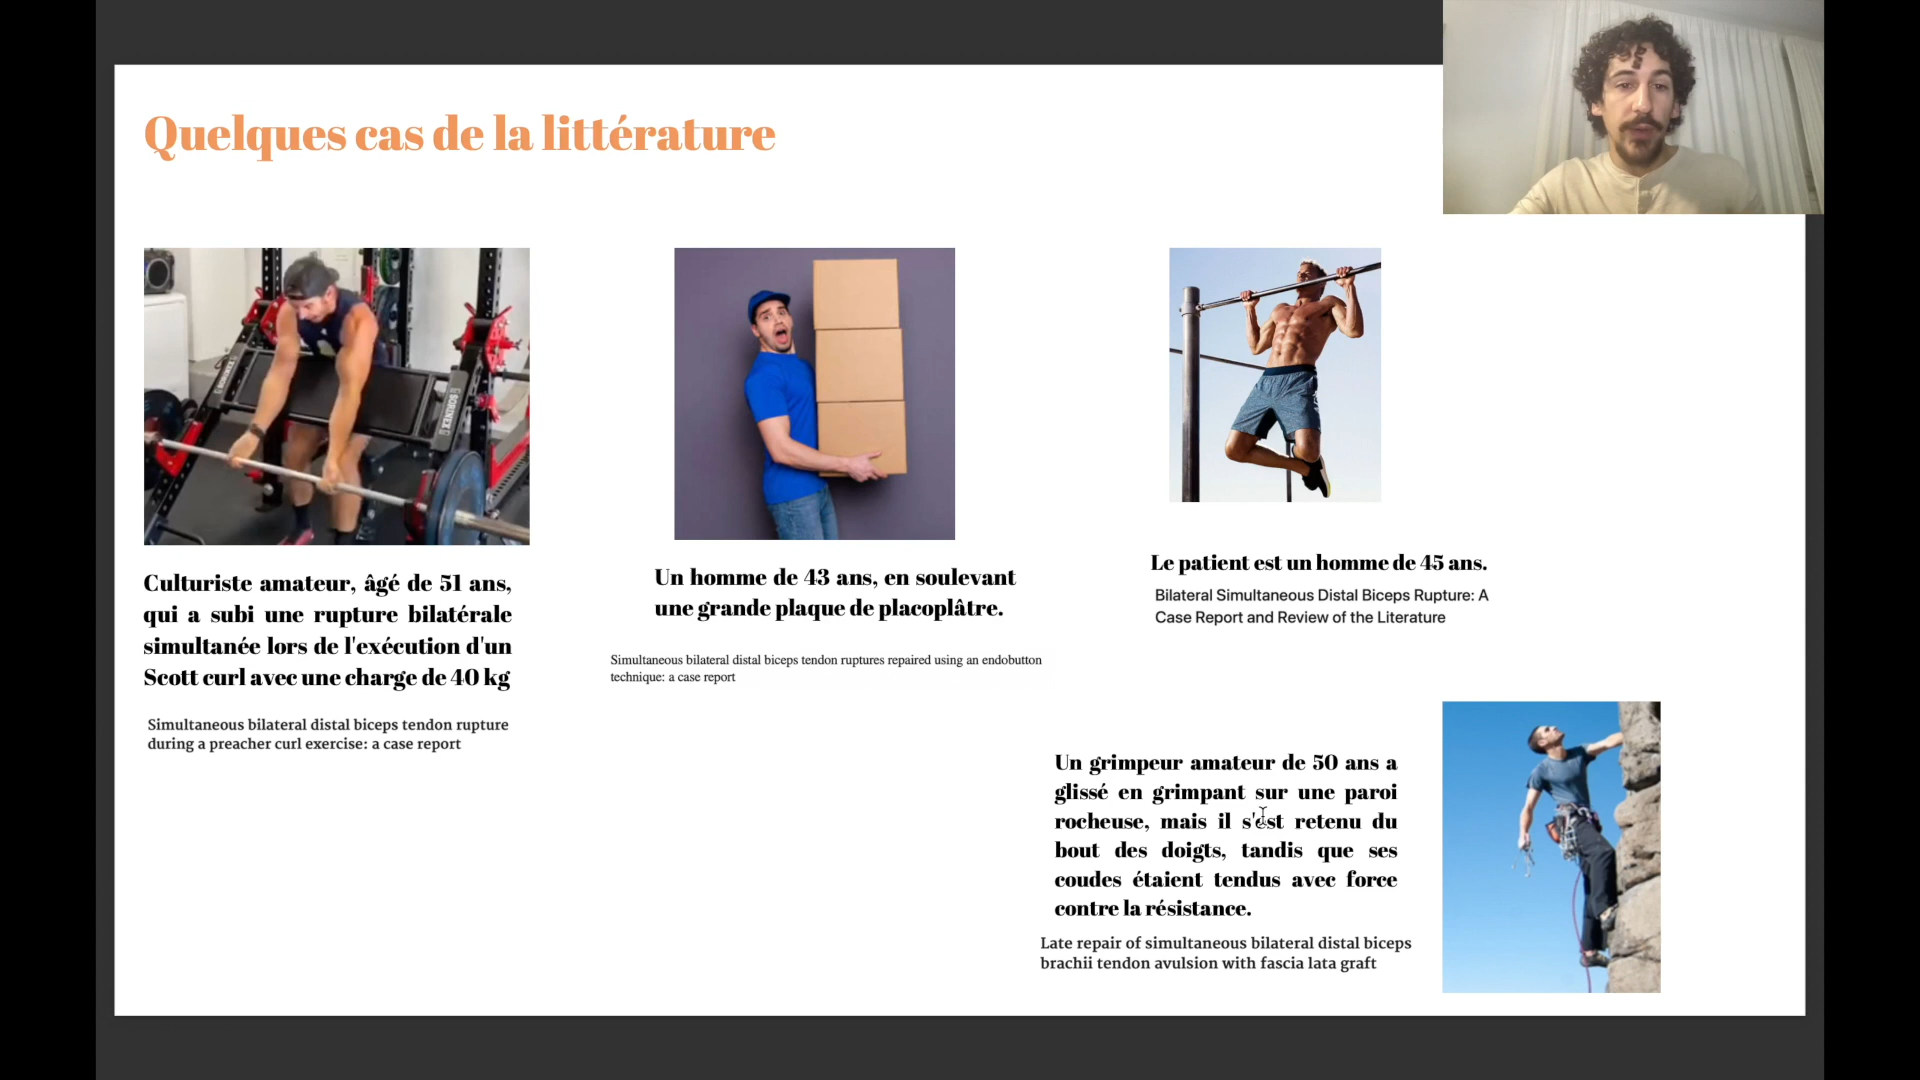 Quelques cas de la littérature
Culturiste amateur, âgé de 51 ans,
qui a subi une rupture bilatérale
simultanée lors de l'exécution d'un
Scott curl avec une charge de 40 kg
Simultaneous bilateral distal biceps tendon rupture
during a preacher curl exercise: a case report
Un homme de 43 ans, en soulevant
une grande plaque de placoplâtre.
Simultaneous bilateral distal biceps tendon ruptures repaired using an endobutton
technique: a case report
Le patient est un homme de 45 ans.
Bilateral Simultaneous Distal Biceps Rupture: A
Case Report and Review of the Literature
Un grimpeur amateur de 50 ans a
glissé en grimpant sur une paroi
rocheuse, mais il s'est retenu du
bout des doigts, tandis que ses
coudes étaient tendus avec force
contre la résistance.
Late repair of simultaneous bilateral distal biceps
brachii tendon avulsion with fascia lata graft